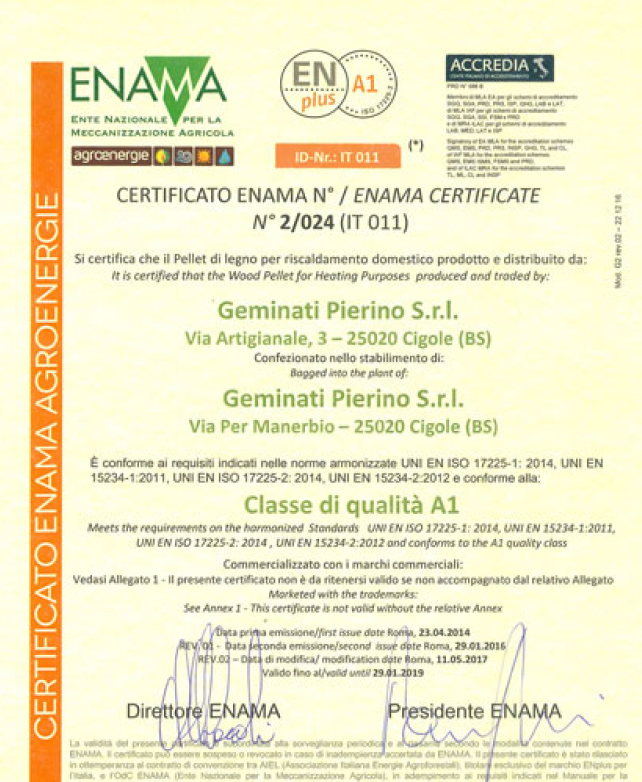 ENAMA
ENTE NAZIONALE PER LA
MECCANIZZAZIONE AGRICOLA
agroenergie
EN
plus
A1
ISO 17225-2
ID-Nr.: IT 011
(*)
ACCREDIA
L'ENTE ITALIANO DI ACCREDITAMENTO
PRD N° 098 B
Membro di MLA EA per gli schemi di accreditamento
SGQ, SGA, PRD, PRS, ISP, GHG, LAB e LAT,
di MLA IAF per gli schemi di accreditamento
SGQ, SGA, SSI, FSM e PRD
e di MRA ILAC per gli schemi di accreditamento
LAB, MED, LAT e ISP
Signatory of EA MLA for the accreditation schemes
QMS, EMS, PRD, PRS, INSP, GHG, TL and CL,
of IAF MLA for the accreditation schemes
QMS, EMS, ISMS, FSMS and PRD,
and of ILAC MRA for the accreditation schemes
TL, ML, CL and INSP
CERTIFICATO ENAMA N° / ENAMA CERTIFICATE
N° 2/024 (IT 011)
Mod. G2 rev 02 – 22 12 16
Si certifica che il Pellet di legno per riscaldamento domestico prodotto e distribuito da:
It is certified that the Wood Pellet for Heating Purposes produced and traded by:
Geminati Pierino S.r.l.
Via Artigianale, 3 – 25020 Cigole (BS)
Confezionato nello stabilimento di:
Bagged into the plant of:
Geminati Pierino S.r.l.
Via Per Manerbio – 25020 Cigole (BS)
È conforme ai requisiti indicati nelle norme armonizzate UNI EN ISO 17225-1: 2014, UNI EN
15234-1:2011, UNI EN ISO 17225-2: 2014, UNI EN 15234-2:2012 e conforme alla:
Classe di qualità A1
Meets the requirements on the harmonized Standards UNI EN ISO 17225-1: 2014, UNI EN 15234-1:2011,
UNI EN ISO 17225-2: 2014 , UNI EN 15234-2:2012 and conforms to the A1 quality class
Commercializzato con i marchi commerciali:
Vedasi Allegato 1 - Il presente certificato non è da ritenersi valido se non accompagnato dal relativo Allegato
Marketed with the trademarks:
See Annex 1 - This certificate is not valid without the relative Annex
Data prima emissione/first issue date Roma, 23.04.2014
REV.01 - Data seconda emissione/second issue date Roma, 29.01.2016
REV.02 – Data di modifica/ modification date Roma, 11.05.2017
Valido fino al/valid until 29.01.2019
Direttore ENAMA
Presidente ENAMA
La validità del presente certificato è subordinata alla sorveglianza periodica e al secondo le modalità contenute nel contratto
ENAMA. Il certificato può essere sospeso o revocato in caso di inadempienza accertata da ENAMA. Il presente certificato è stato rilasciato
in ottemperanza al contratto di convenzione tra AIEL (Associazione Italiana Energie Agroforestali), titolare esclusivo del marchio ENplus per
l'Italia, e l'OdC ENAMA (Ente Nazionale per la Meccanizzazione Agricola), in adempimento ai requisiti indicati nel Manuale per la
CERTIFICATO ENAMA AGROENERGIE